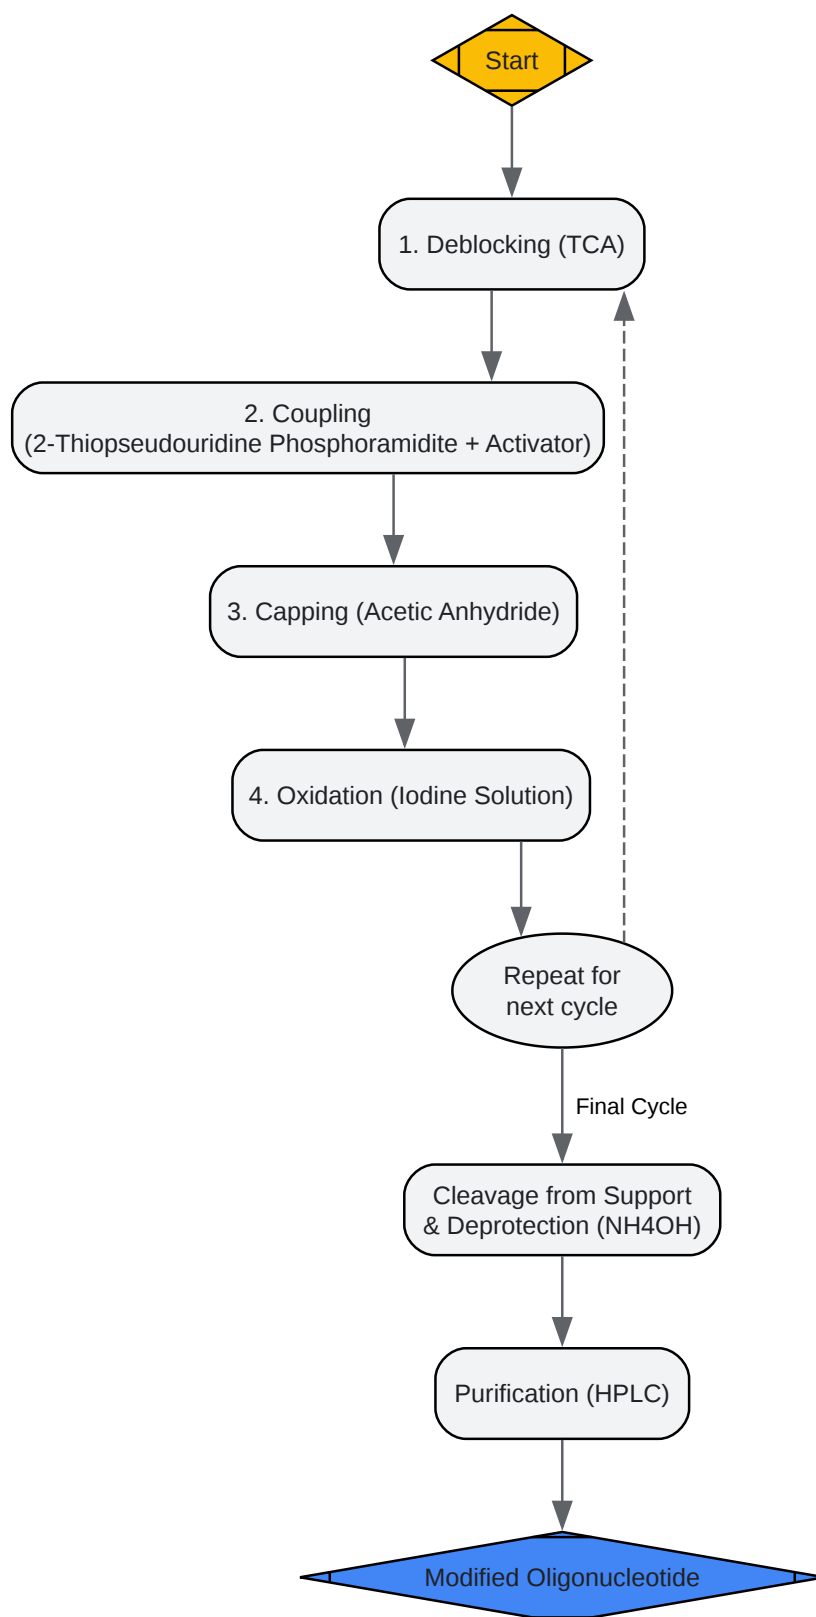 Start
1. Deblocking (TCA)
2. Coupling
(2-Thiopseudouridine Phosphoramidite + Activator)
3. Capping (Acetic Anhydride)
4. Oxidation (Iodine Solution)
Repeat for
next cycle
Final Cycle
Cleavage from Support
& Deprotection (NH4OH)
Purification (HPLC)
Modified Oligonucleotide